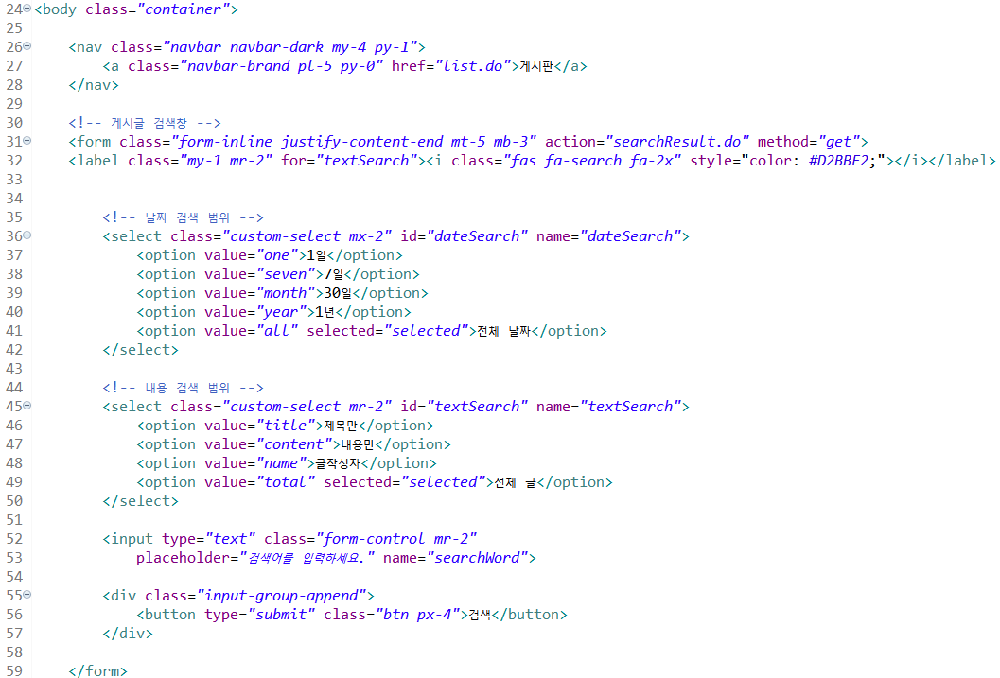 24 <body class="container">
25
26     <nav class="navbar navbar-dark my-4 py-1">
27         <a class="navbar-brand pl-5 py-0" href="list.do">게시판</a>
28     </nav>
29
30     <!-- 게시글 검색창 -->
31     <form class="form-inline justify-content-end mt-5 mb-3" action="searchResult.do" method="get">
32     <label class="my-1 mr-2" for="textSearch"><i class="fas fa-search fa-2x" style="color: #D2BBF2;"></i></label>
33
34
35         <!-- 날짜 검색 범위 -->
36         <select class="custom-select mx-2" id="dateSearch" name="dateSearch">
37             <option value="one">1일</option>
38             <option value="seven">7일</option>
39             <option value="month">30일</option>
40             <option value="year">1년</option>
41             <option value="all" selected="selected">전체 날짜</option>
42         </select>
43
44         <!-- 내용 검색 범위 -->
45         <select class="custom-select mr-2" id="textSearch" name="textSearch">
46             <option value="title">제목만</option>
47             <option value="content">내용만</option>
48             <option value="name">글작성자</option>
49             <option value="total" selected="selected">전체 글</option>
50         </select>
51
52         <input type="text" class="form-control mr-2"
53             placeholder="검색어를 입력하세요." name="searchWord">
54
55         <div class="input-group-append">
56             <button type="submit" class="btn px-4">검색</button>
57         </div>
58
59     </form>